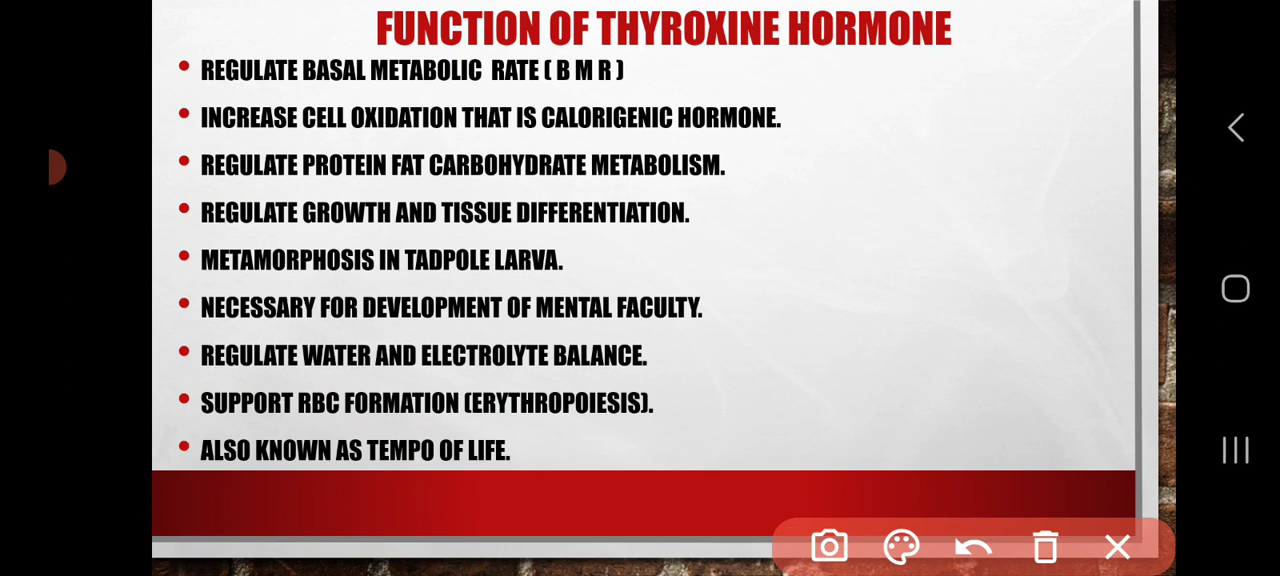 FUNCTION OF THYROXINE HORMONE
• REGULATE BASAL METABOLIC RATE ( B M R )
• INCREASE CELL OXIDATION THAT IS CALORIGENIC HORMONE.
• REGULATE PROTEIN FAT CARBOHYDRATE METABOLISM.
• REGULATE GROWTH AND TISSUE DIFFERENTIATION.
• METAMORPHOSIS IN TADPOLE LARVA.
• NECESSARY FOR DEVELOPMENT OF MENTAL FACULTY.
• REGULATE WATER AND ELECTROLYTE BALANCE.
• SUPPORT RBC FORMATION (ERYTHROPOIESIS).
• ALSO KNOWN AS TEMPO OF LIFE.